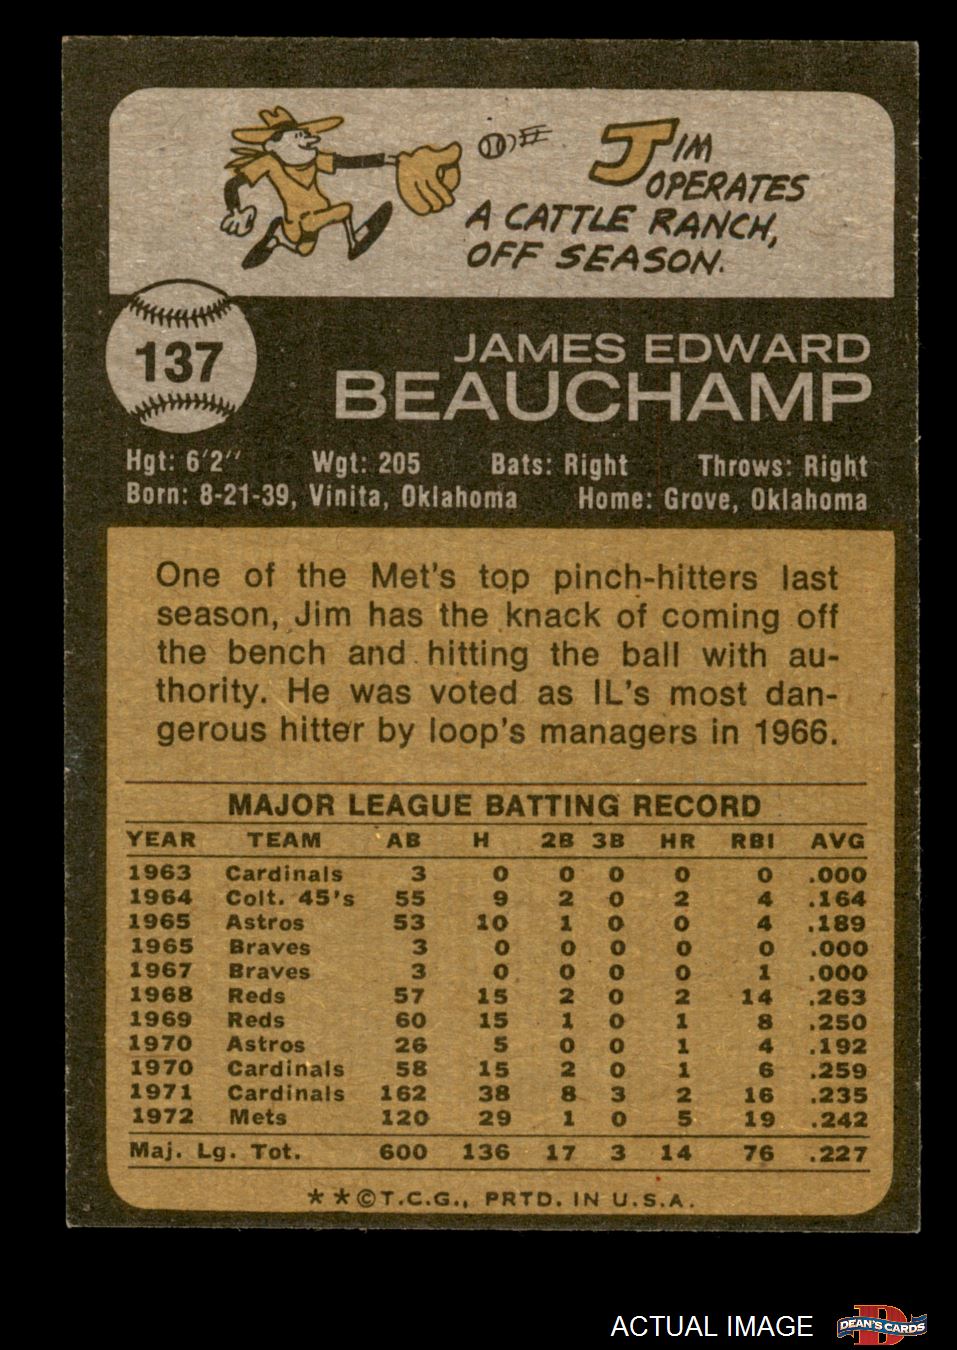 JIM
OPERATES
A CATTLE RANCH,
OFF SEASON.
137
JAMES EDWARD
BEAUCHAMP
Hgt: 6'2" Wgt: 205 Bats: Right Throws: Right
Born: 8-21-39, Vinita, Oklahoma Home: Grove, Oklahoma
One of the Met's top pinch-hitters last
season, Jim has the knack of coming off
the bench and hitting the ball with au-
thority. He was voted as IL's most dan-
gerous hitter by loop's managers in 1966.
MAJOR LEAGUE BATTING RECORD
YEAR TEAM AB H 2B 3B HR RBI AVG
1963 Cardinals 3 0 0 0 0 0 .000
1964 Colt. 45's 55 9 2 0 2 4 .164
1965 Astros 53 10 1 0 0 4 .189
1965 Braves 3 0 0 0 0 0 .000
1967 Braves 3 0 0 0 0 1 .000
1968 Reds 57 15 2 0 2 14 .263
1969 Reds 60 15 1 0 1 8 .250
1970 Astros 26 5 0 0 1 4 .192
1970 Cardinals 58 15 2 0 1 6 .259
1971 Cardinals 162 38 8 3 2 16 .235
1972 Mets 120 29 1 0 5 19 .242
Maj. Lg. Tot. 600 136 17 3 14 76 .227
**©T.C.G., PRTD. IN U.S.A.
ACTUAL IMAGE
D
DEAN'S CARDS